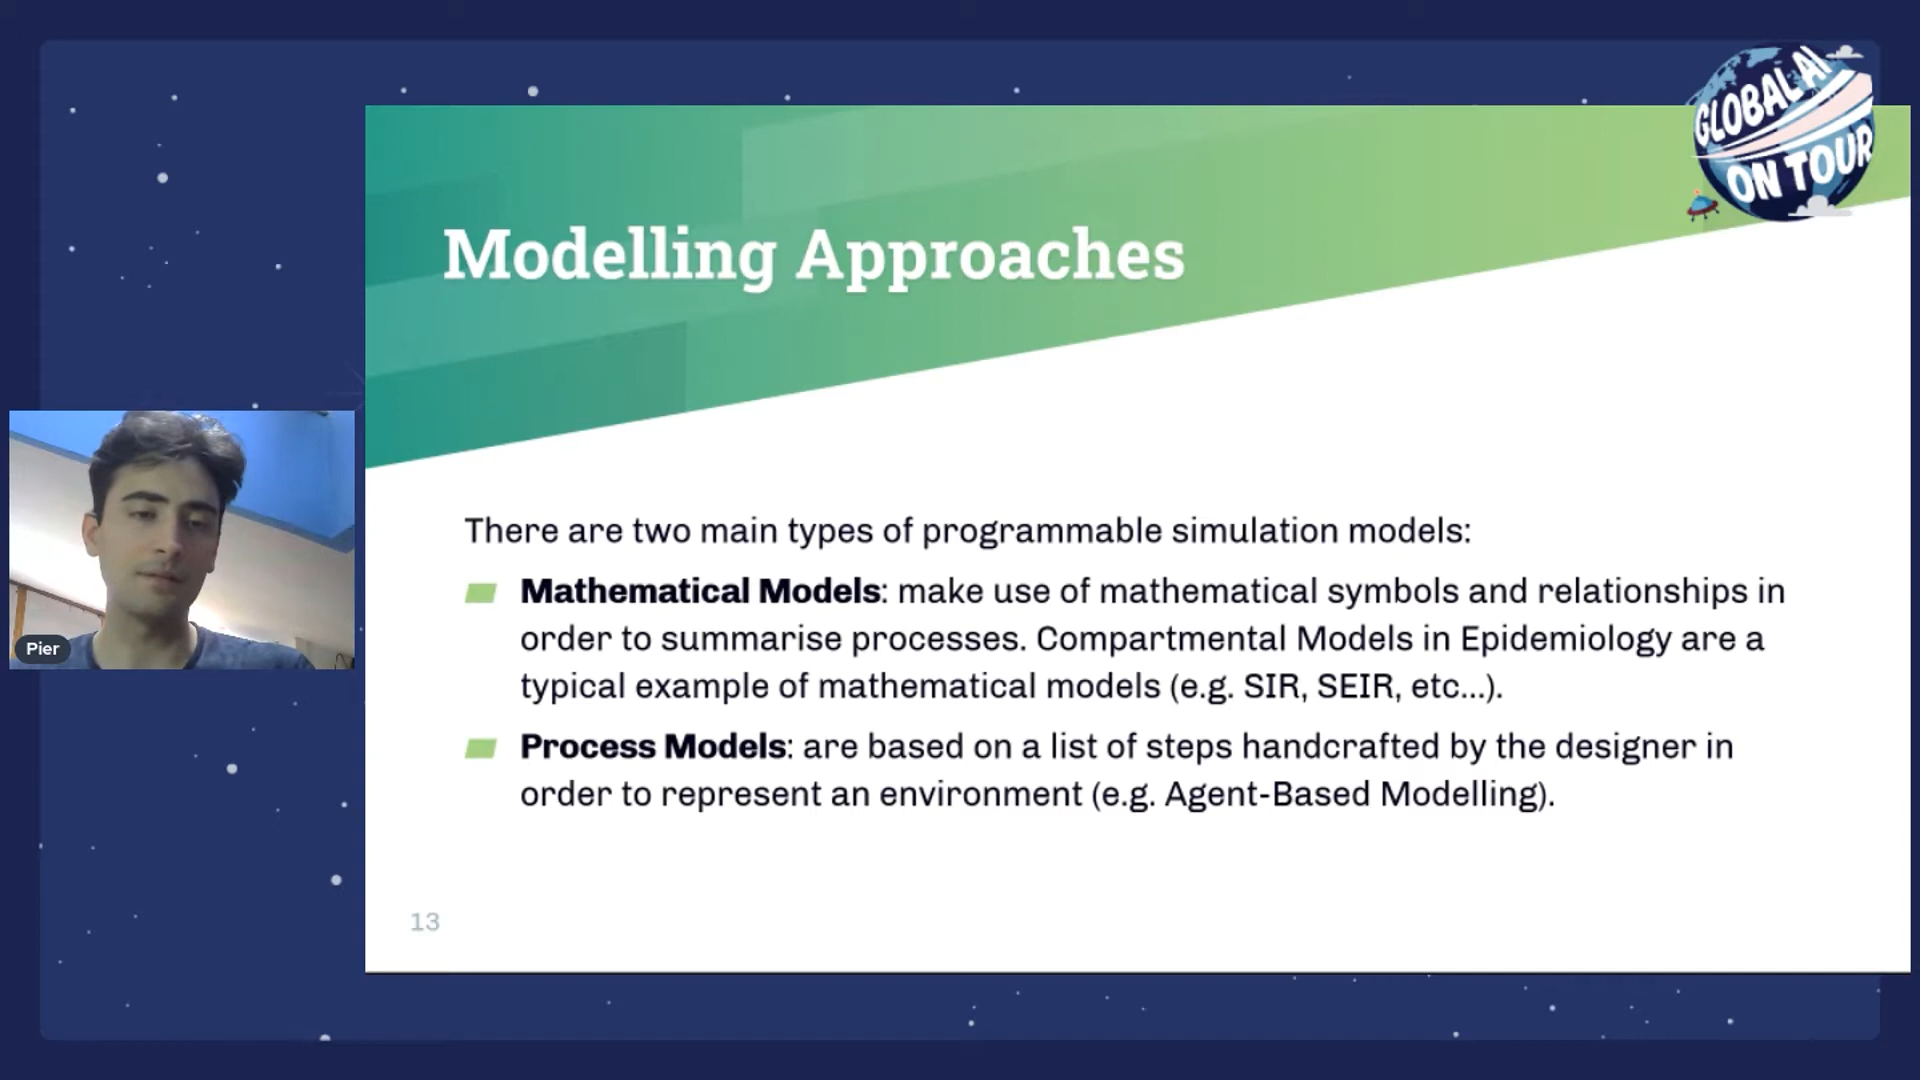 GLOBAL AI
ON TOUR
Modelling Approaches
There are two main types of programmable simulation models:
Mathematical Models: make use of mathematical symbols and relationships in
order to summarise processes. Compartmental Models in Epidemiology are a
typical example of mathematical models (e.g. SIR, SEIR, etc...).
Process Models: are based on a list of steps handcrafted by the designer in
order to represent an environment (e.g. Agent-Based Modelling).
Pier
13